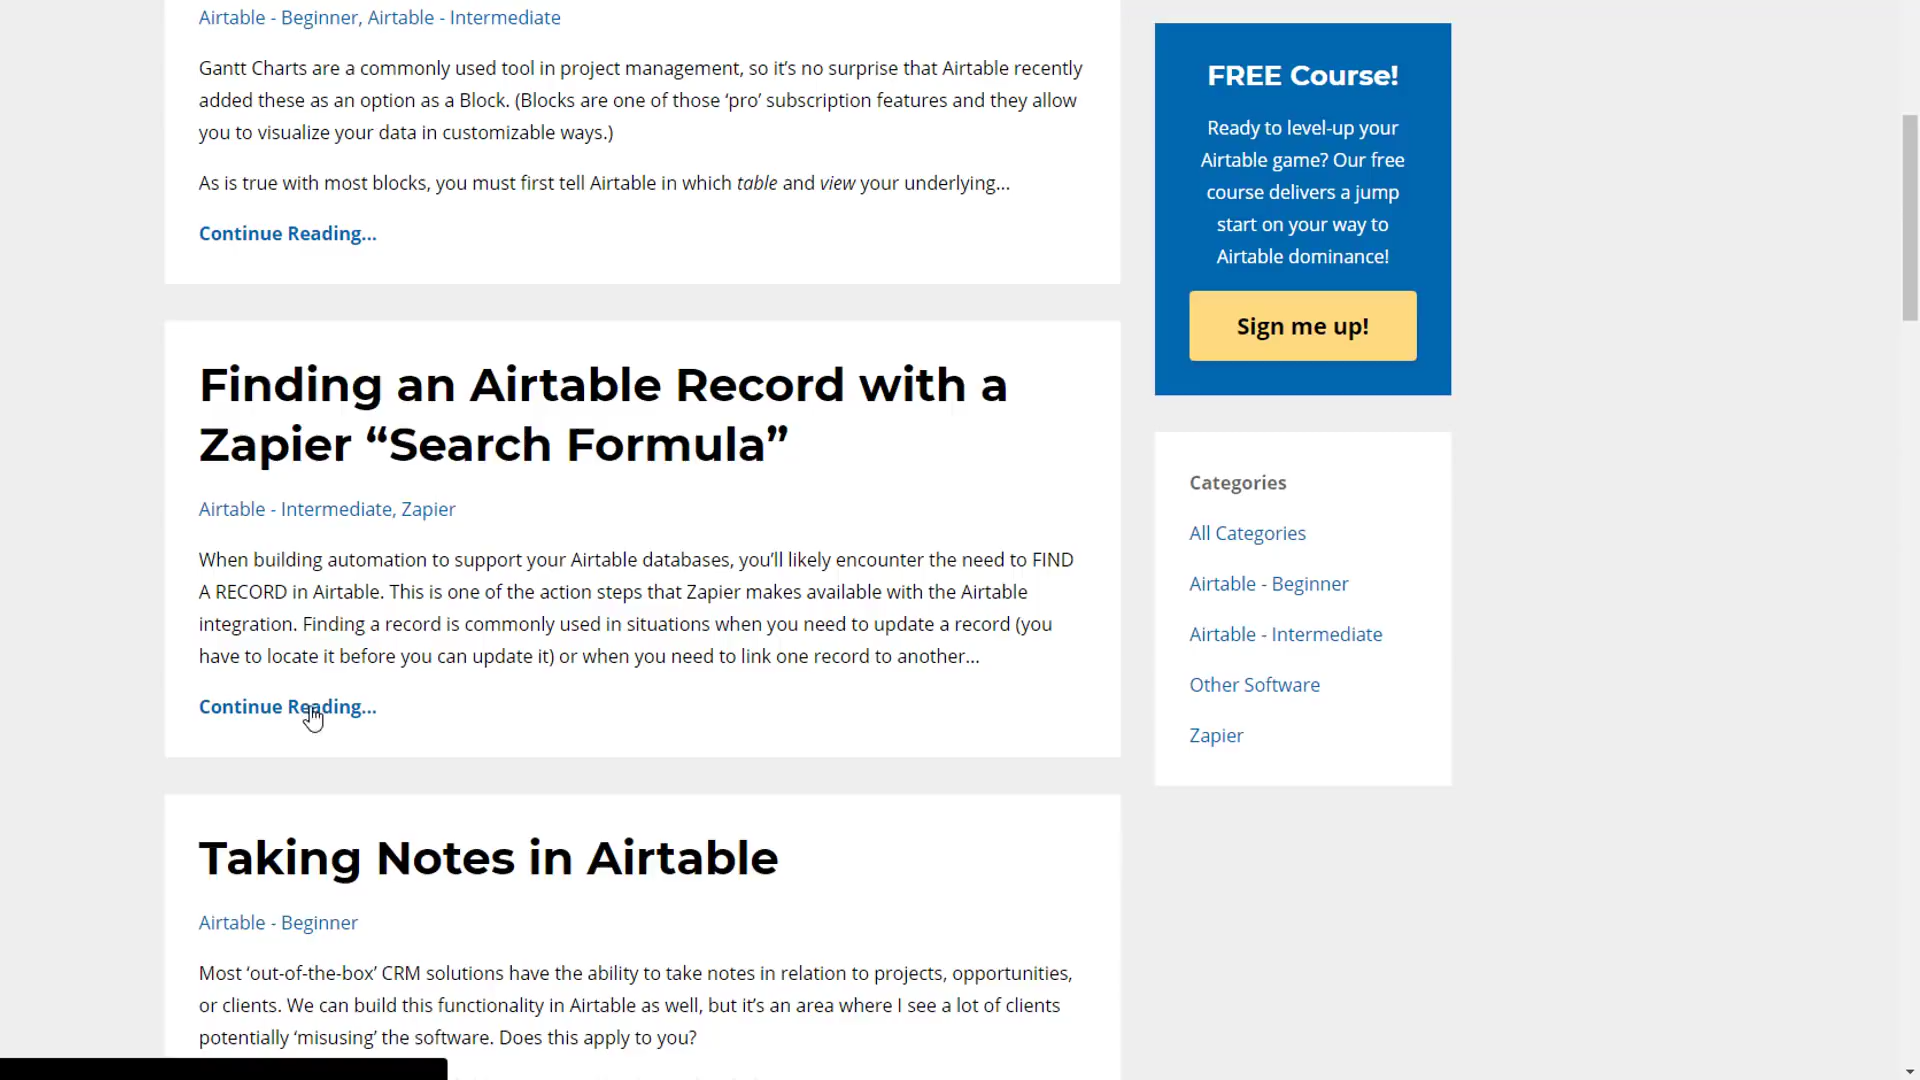 Airtable - Beginner, Airtable - Intermediate
Gantt Charts are a commonly used tool in project management, so it’s no surprise that Airtable recently
added these as an option as a Block. (Blocks are one of those ‘pro’ subscription features and they allow
you to visualize your data in customizable ways.)
As is true with most blocks, you must first tell Airtable in which table and view your underlying...
Continue Reading...
Finding an Airtable Record with a
Zapier “Search Formula”
Airtable - Intermediate, Zapier
When building automation to support your Airtable databases, you’ll likely encounter the need to FIND
A RECORD in Airtable. This is one of the action steps that Zapier makes available with the Airtable
integration. Finding a record is commonly used in situations when you need to update a record (you
have to locate it before you can update it) or when you need to link one record to another...
Continue Reading...
Taking Notes in Airtable
Airtable - Beginner
Most ‘out-of-the-box’ CRM solutions have the ability to take notes in relation to projects, opportunities,
or clients. We can build this functionality in Airtable as well, but it’s an area where I see a lot of clients
potentially ‘misusing’ the software. Does this apply to you?
FREE Course!
Ready to level-up your
Airtable game? Our free
course delivers a jump
start on your way to
Airtable dominance!
Sign me up!
Categories
All Categories
Airtable - Beginner
Airtable - Intermediate
Other Software
Zapier